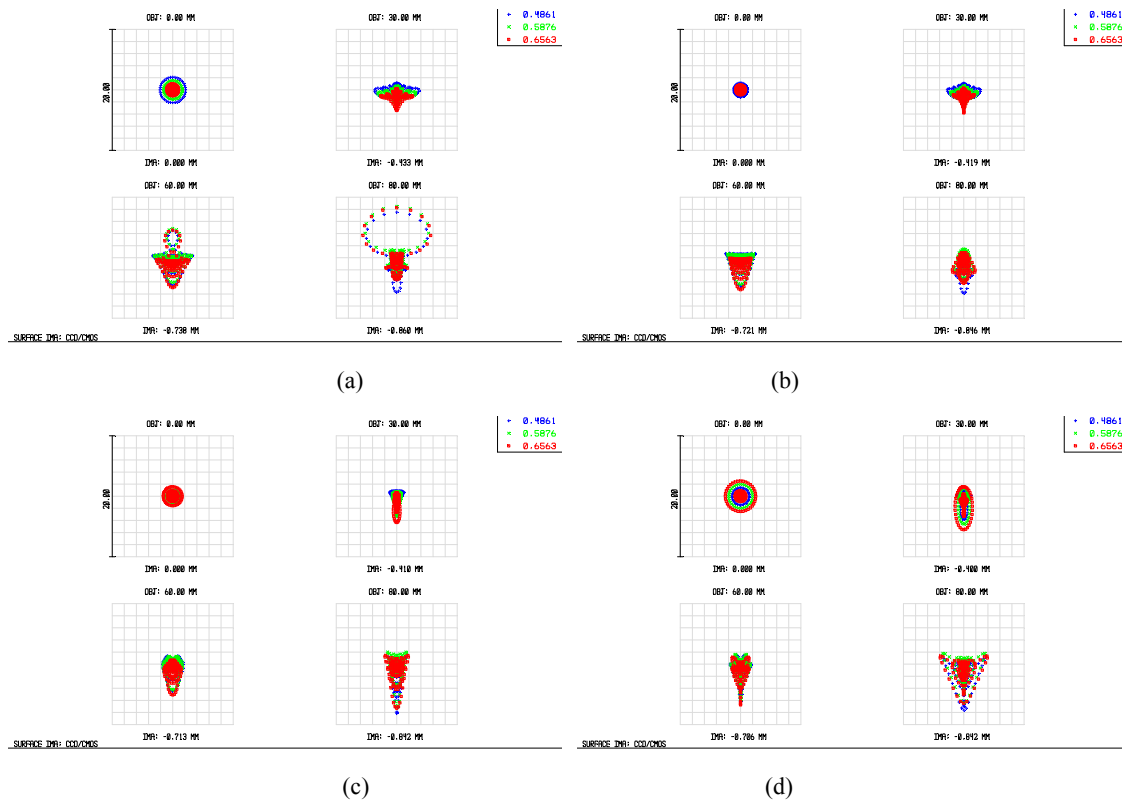 OBJ: 0.00 MM
OBJ: 30.00 MM
0.4861
0.5876
0.6563
20.00
IMA: 0.000 MM
IMA: -0.433 MM
OBJ: 60.00 MM
OBJ: 80.00 MM
IMA: -0.738 MM
IMA: -0.860 MM
SURFACE IMA: CCD/CMOS
(a)
OBJ: 0.00 MM
OBJ: 30.00 MM
0.4861
0.5876
0.6563
20.00
IMA: 0.000 MM
IMA: -0.419 MM
OBJ: 60.00 MM
OBJ: 80.00 MM
IMA: -0.721 MM
IMA: -0.846 MM
SURFACE IMA: CCD/CMOS
(b)
OBJ: 0.00 MM
OBJ: 30.00 MM
0.4861
0.5876
0.6563
20.00
IMA: 0.000 MM
IMA: -0.410 MM
OBJ: 60.00 MM
OBJ: 80.00 MM
IMA: -0.713 MM
IMA: -0.842 MM
SURFACE IMA: CCD/CMOS
(c)
OBJ: 0.00 MM
OBJ: 30.00 MM
0.4861
0.5876
0.6563
20.00
IMA: 0.000 MM
IMA: -0.400 MM
OBJ: 60.00 MM
OBJ: 80.00 MM
IMA: -0.706 MM
IMA: -0.842 MM
SURFACE IMA: CCD/CMOS
(d)